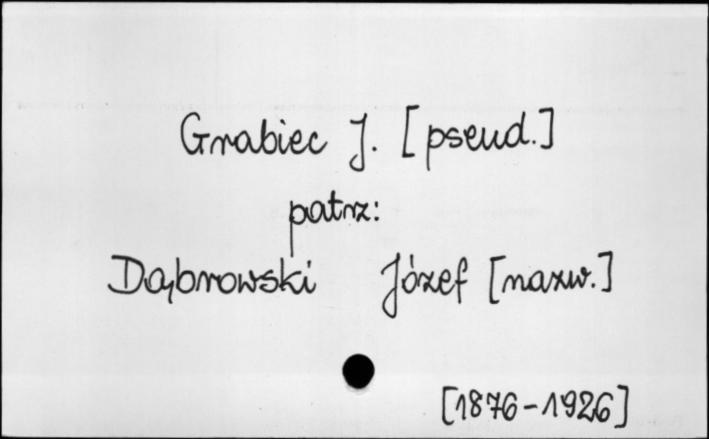 Grabiec J. [pseud.]
patrz:
Dąbrowski Józef [nazw.]
[1876-1926]